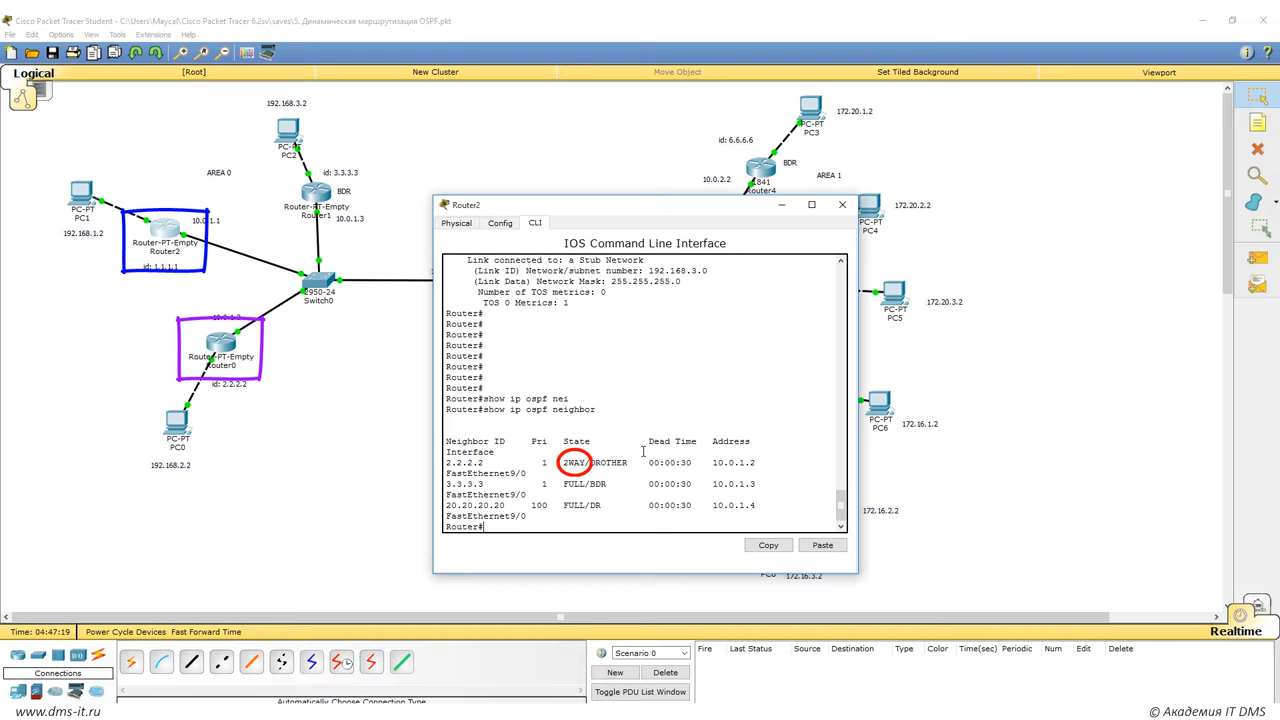 Cisco Packet Tracer Student - C:\Users\Maycal\Cisco Packet Tracer 6.2sv\saves\5. Динамическая маршрутизация OSPF.pkt
File Edit Options View Tools Extensions Help
Logical
[Root]
New Cluster
Move Object
Set Tiled Background
Viewport
192.168.3.2
PC-PT
PC2
AREA 0
id: 3.3.3.3
BDR
Router-PT-Empty
Router1
10.0.1.3
PC-PT
PC1
192.168.1.2
10.0.1.1
Router-PT-Empty
Router2
id: 1.1.1.1
2950-24
Switch0
10.0.1.2
Router-PT-Empty
Router0
id: 2.2.2.2
PC-PT
PC0
192.168.2.2
PC-PT
PC3
172.20.1.2
id: 6.6.6.6
BDR
1841
Router4
10.0.2.2
AREA 1
PC-PT
PC4
172.20.2.2
PC-PT
PC5
172.20.3.2
PC-PT
PC6
172.16.1.2
172.16.2.2
172.16.3.2
Router2
Physical Config CLI
IOS Command Line Interface
Link connected to: a Stub Network
(Link ID) Network/subnet number: 192.168.3.0
(Link Data) Network Mask: 255.255.255.0
Number of TOS metrics: 0
TOS 0 Metrics: 1
Router#
Router#
Router#
Router#
Router#
Router#
Router#
Router#
Router#show ip ospf nei
Router#show ip ospf neighbor
Neighbor ID Pri State Dead Time Address
Interface
2.2.2.2 1 2WAY/DROTHER 00:00:30 10.0.1.2
FastEthernet9/0
3.3.3.3 1 FULL/BDR 00:00:30 10.0.1.3
FastEthernet9/0
20.20.20.20 100 FULL/DR 00:00:30 10.0.1.4
FastEthernet9/0
Router#
Copy Paste
Time: 04:47:19 Power Cycle Devices Fast Forward Time
Realtime
Connections
Automatically Choose Connection Type
Scenario 0
New Delete
Toggle PDU List Window
Fire Last Status Source Destination Type Color Time(sec) Periodic Num Edit Delete
www.dms-it.ru
© Академия IT DMS